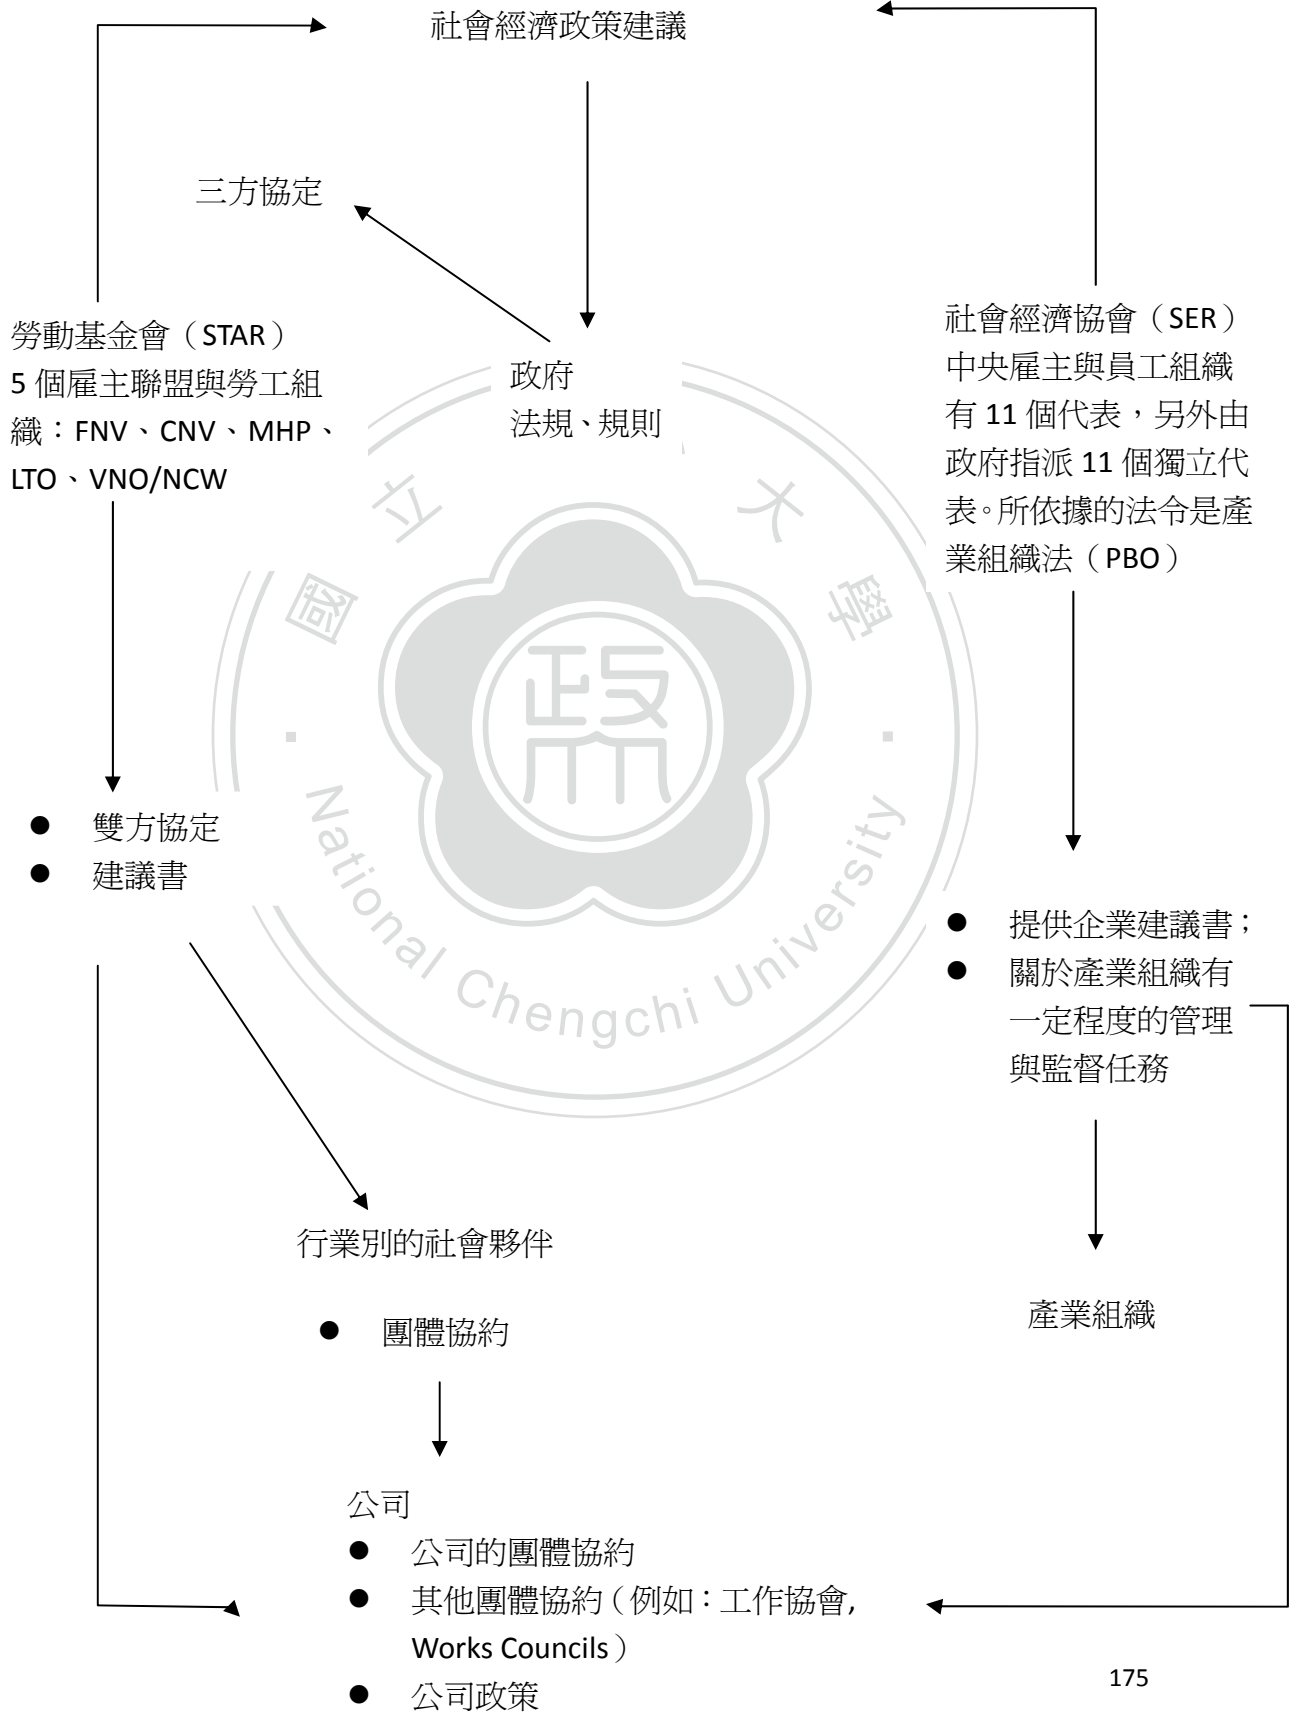 社會經濟政策建議
三方協定
勞動基金會（STAR）
5 個雇主聯盟與勞工組
織：FNV、CNV、MHP、
LTO、VNO/NCW
政府
法規、規則
社會經濟協會（SER）
中央雇主與員工組織
有 11 個代表，另外由
政府指派 11 個獨立代
表。所依據的法令是產
業組織法（PBO）
國立政治大學
National Chengchi University
● 雙方協定
● 建議書
● 提供企業建議書；
● 關於產業組織有
一定程度的管理
與監督任務
行業別的社會夥伴
● 團體協約
產業組織
公司
● 公司的團體協約
● 其他團體協約（例如：工作協會,
Works Councils）
● 公司政策
175